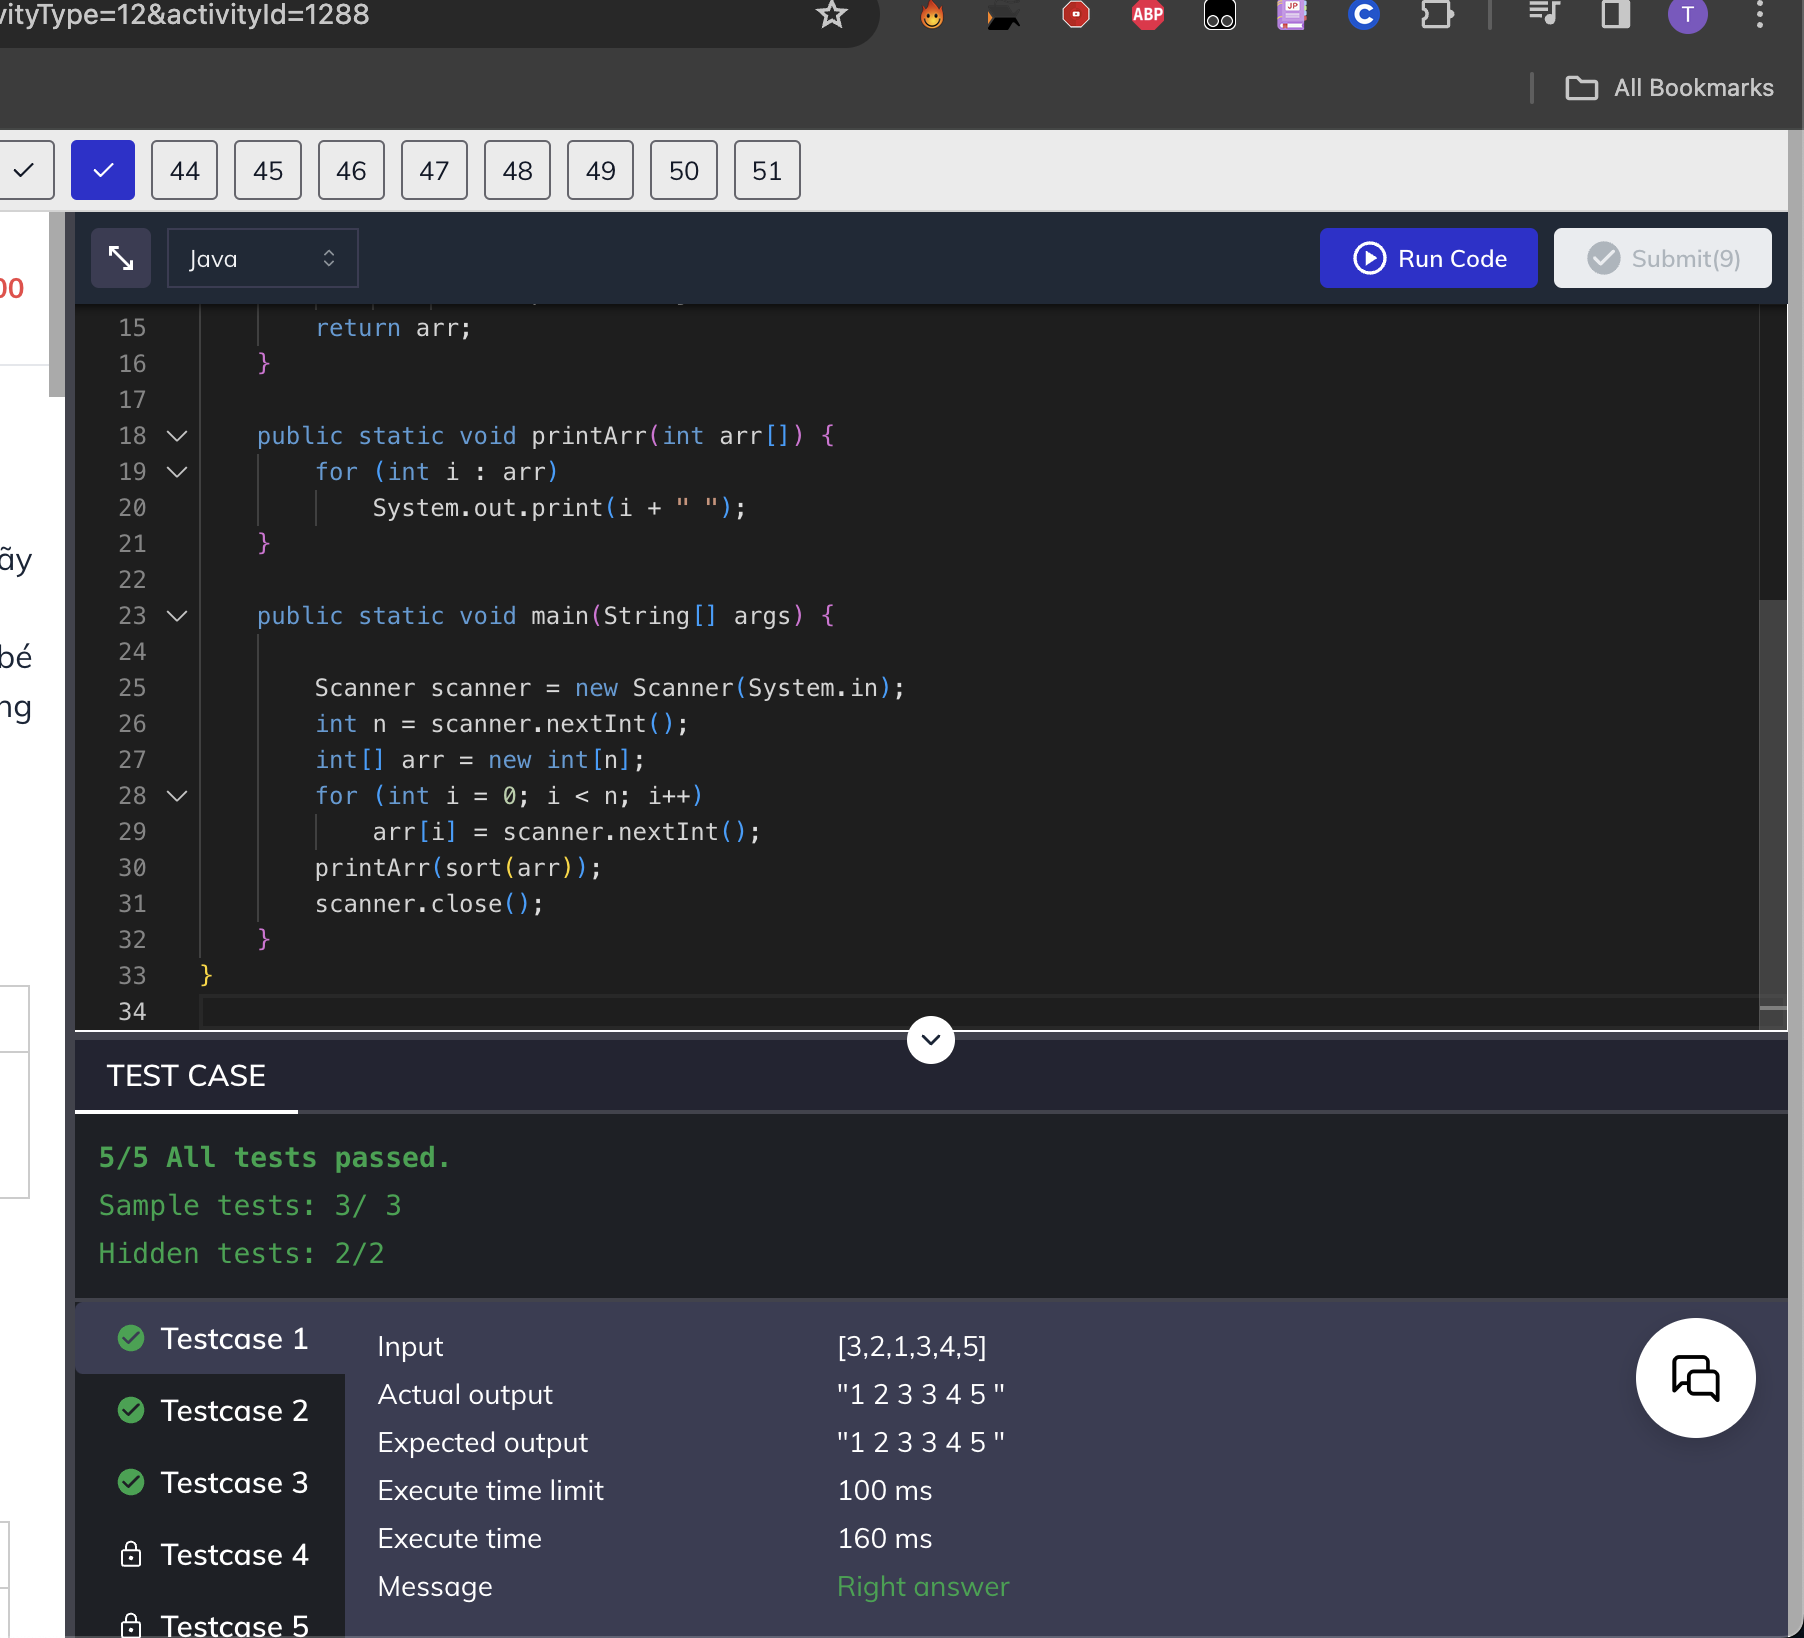 vityType=12&activityId=1288
ABP
JP
C
T
All Bookmarks
44 45 46 47 48 49 50 51
Java
Run Code
Submit(9)
00
ãy
bé
ng
15 return arr;
16 }
17
18 public static void printArr(int arr[]) {
19 for (int i : arr)
20 System.out.print(i + " ");
21 }
22
23 public static void main(String[] args) {
24
25 Scanner scanner = new Scanner(System.in);
26 int n = scanner.nextInt();
27 int[] arr = new int[n];
28 for (int i = 0; i < n; i++)
29 arr[i] = scanner.nextInt();
30 printArr(sort(arr));
31 scanner.close();
32 }
33 }
34
TEST CASE
5/5 All tests passed.
Sample tests: 3/ 3
Hidden tests: 2/2
Testcase 1
Testcase 2
Testcase 3
Testcase 4
Testcase 5
Input [3,2,1,3,4,5]
Actual output "1 2 3 3 4 5 "
Expected output "1 2 3 3 4 5 "
Execute time limit 100 ms
Execute time 160 ms
Message Right answer